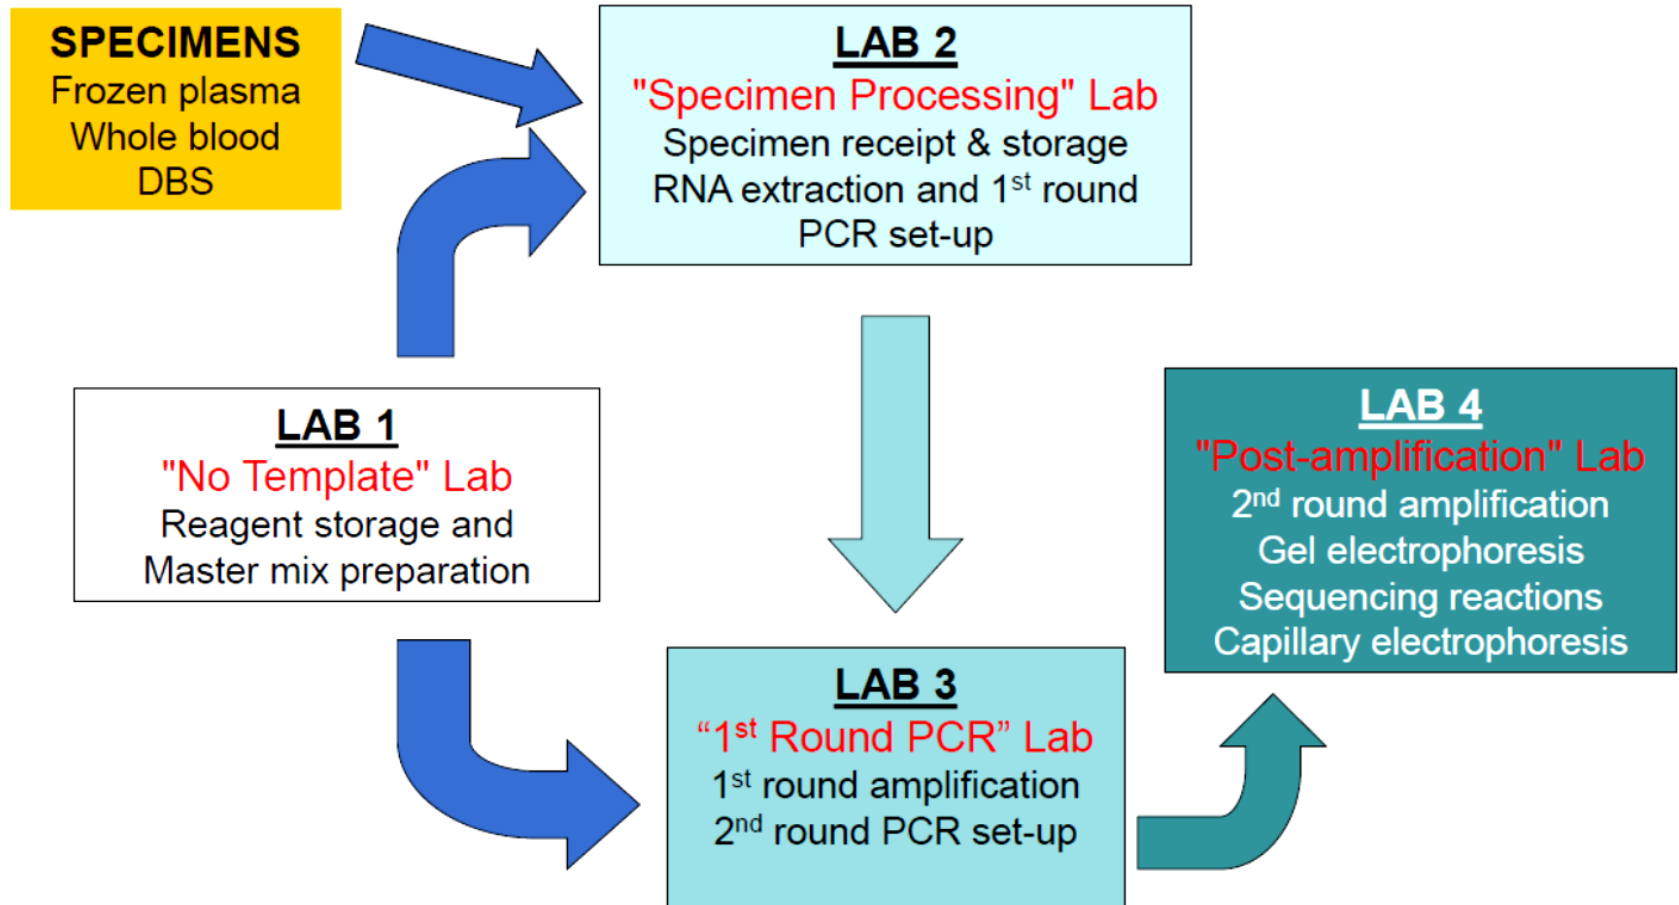 SPECIMENS
Frozen plasma
Whole blood
DBS
LAB 2
"Specimen Processing" Lab
Specimen receipt & storage
RNA extraction and 1st round
PCR set-up
LAB 1
"No Template" Lab
Reagent storage and
Master mix preparation
LAB 3
“1st Round PCR” Lab
1st round amplification
2nd round PCR set-up
LAB 4
"Post-amplification" Lab
2nd round amplification
Gel electrophoresis
Sequencing reactions
Capillary electrophoresis